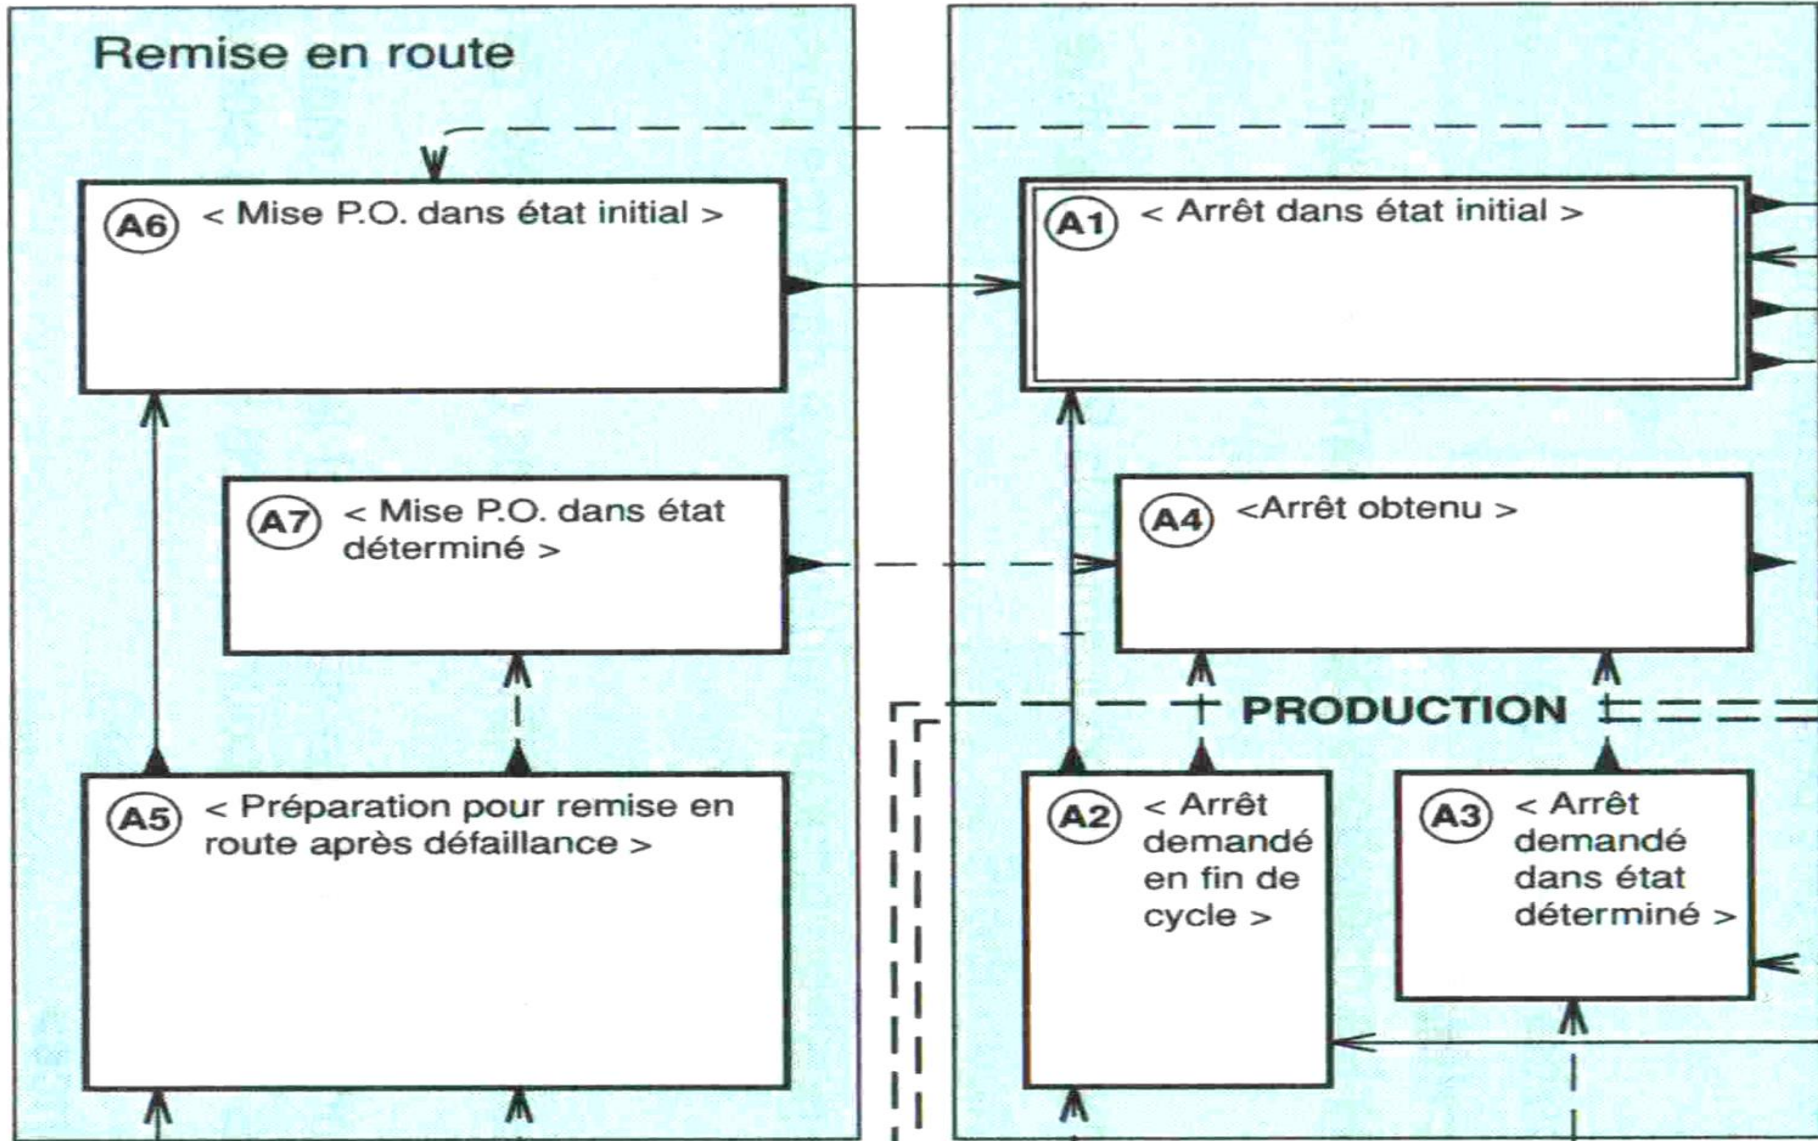 Remise en route
A6 < Mise P.O. dans état initial >
A1 < Arrêt dans état initial >
A7 < Mise P.O. dans état
déterminé >
A4 <Arrêt obtenu >
PRODUCTION
A5 < Préparation pour remise en
route après défaillance >
A2 < Arrêt
demandé
en fin de
cycle >
A3 < Arrêt
demandé
dans état
déterminé >